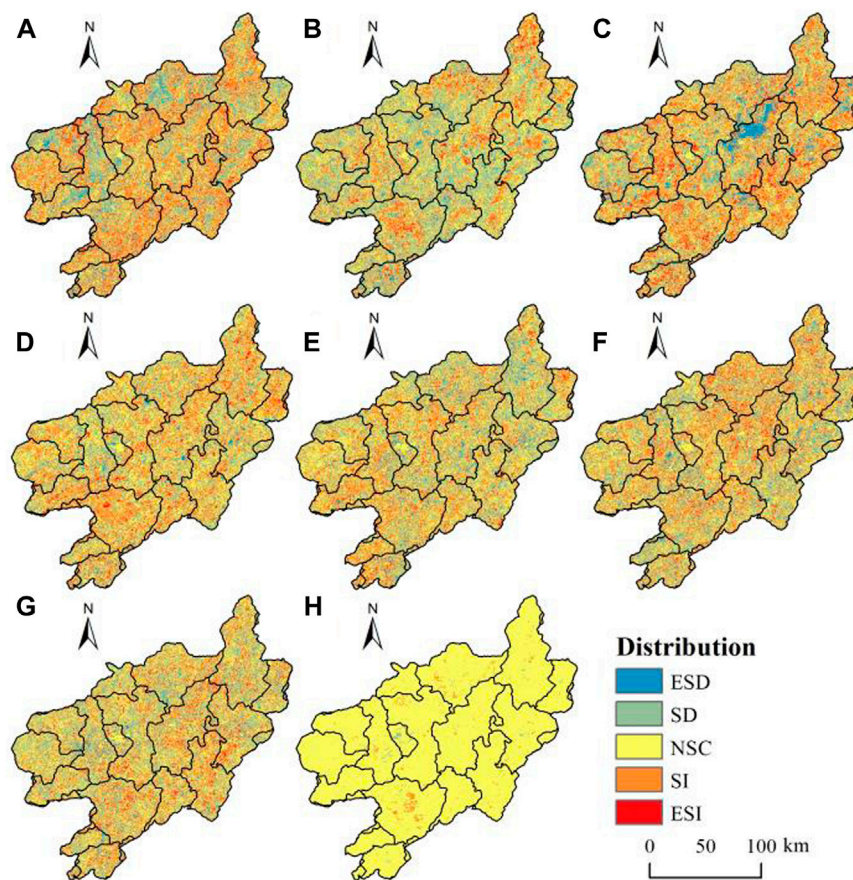 A B C
N N N
D E F
N N N
G H
N N
Distribution
ESD
SD
NSC
SI
ESI
0 50 100 km